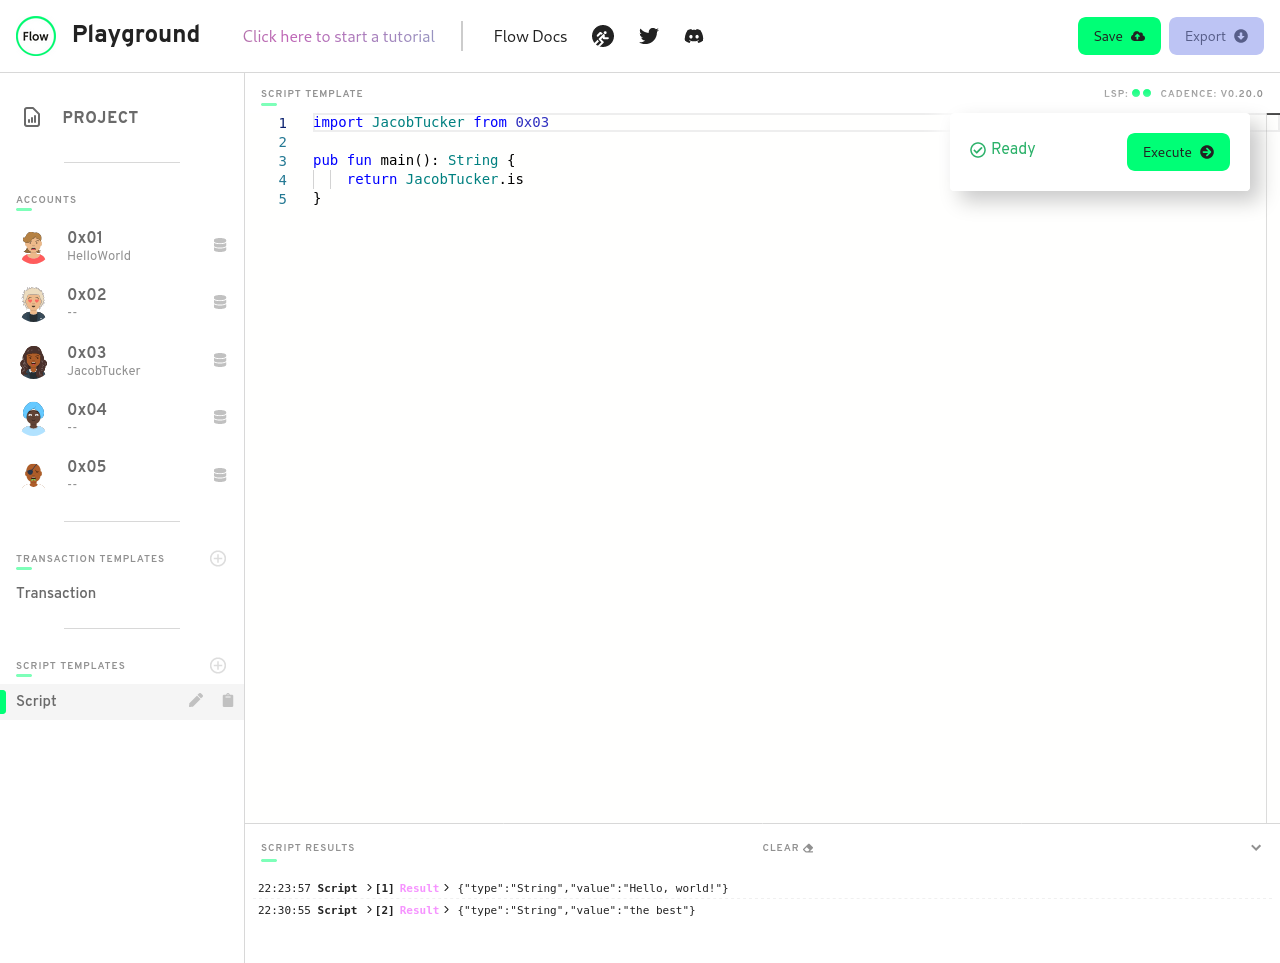 Flow Playground Click here to start a tutorial Flow Docs Save Export
PROJECT
ACCOUNTS
0x01
HelloWorld
0x02
--
0x03
JacobTucker
0x04
--
0x05
--
TRANSACTION TEMPLATES
Transaction
SCRIPT TEMPLATES
Script
SCRIPT TEMPLATE LSP: CADENCE: V0.20.0
1 import JacobTucker from 0x03
2
3 pub fun main(): String {
4 return JacobTucker.is
5 }
Ready Execute
SCRIPT RESULTS CLEAR
22:23:57 Script >[1] Result > {"type":"String","value":"Hello, world!"}
22:30:55 Script >[2] Result > {"type":"String","value":"the best"}